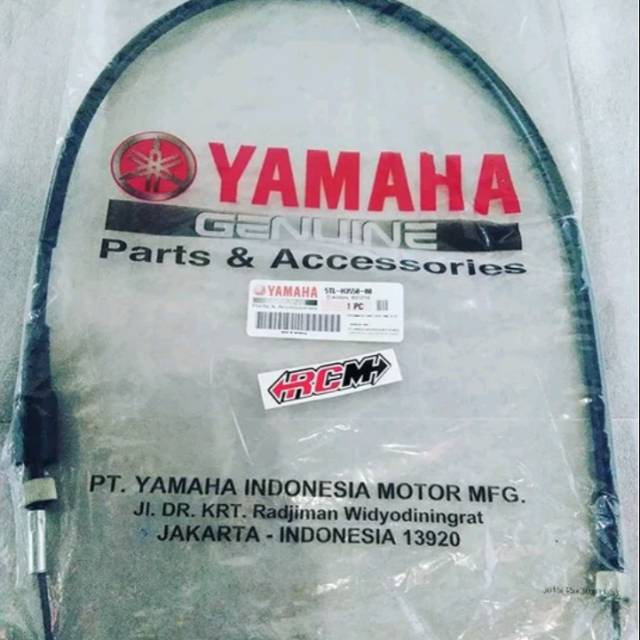 YAMAHA
GENUINE
Parts & Accessories
YAMAHA
1 PC
RCM
PT. YAMAHA INDONESIA MOTOR MFG.
Jl. DR. KRT. Radjiman Widyodiningrat
JAKARTA - INDONESIA 13920